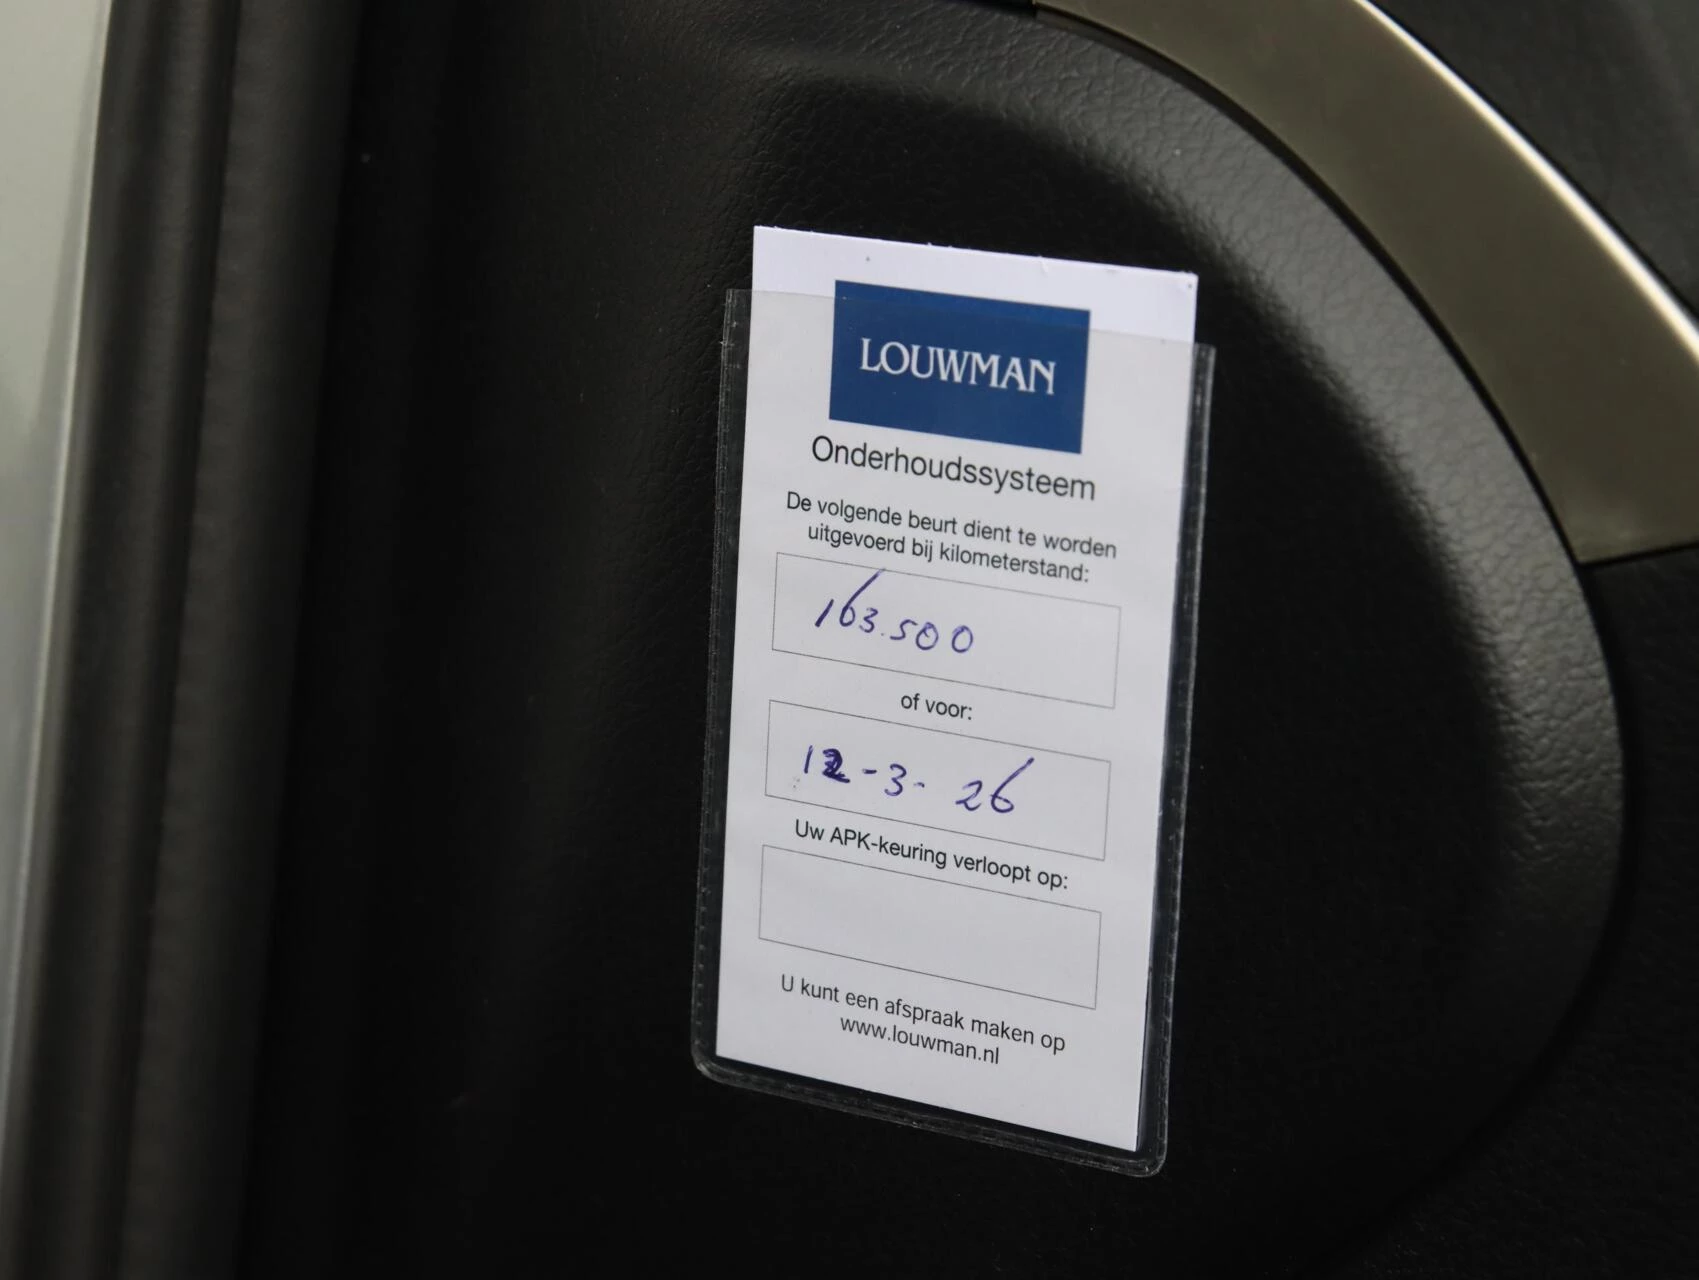 LOUWMAN
Onderhoudssysteem
De volgende beurt dient te worden
uitgevoerd bij kilometerstand:
163.500
of voor:
12-3-26
Uw APK-keuring verloopt op:
U kunt een afspraak maken op
www.louwman.nl